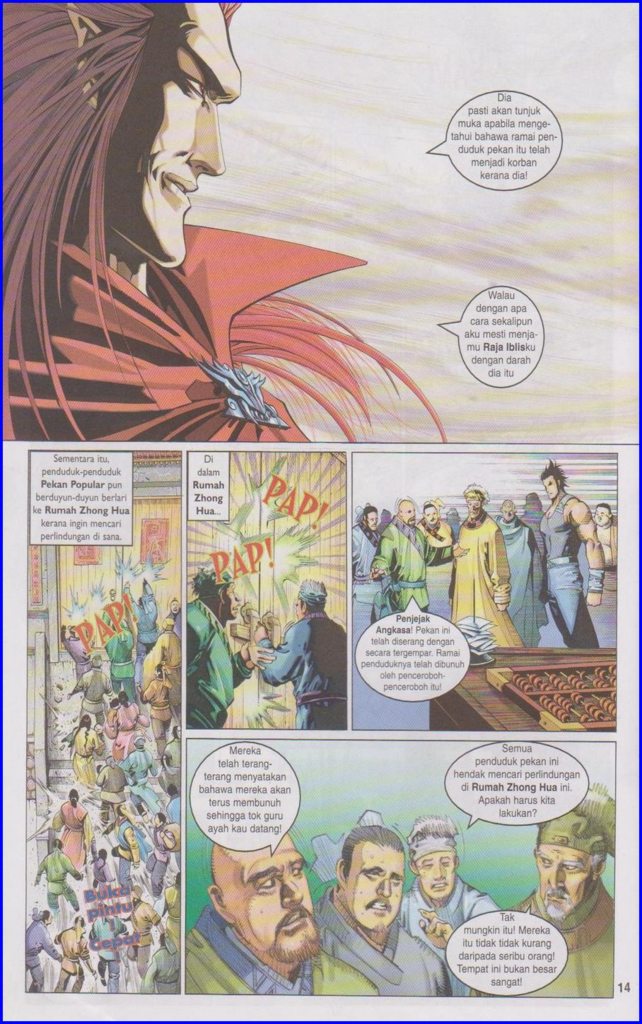 Dia
pasti akan tunjuk
muka apabila menge-
tahui bahawa ramai pen-
duduk pekan itu telah
menjadi korban
kerana dia!
Walau
dengan apa
cara sekalipun
aku mesti menja-
mu Raja Iblisku
dengan darah
dia itu
Sementara itu,
penduduk-penduduk
Pekan Popular pun
berduyun-duyun berlari
ke Rumah Zhong Hua
kerana ingin mencari
perlindungan di sana.
PAP!
Buka
pintu
Cepat
Di
dalam
Rumah
Zhong
Hua...
PAP!
PAP!
Penjejak
Angkasa! Pekan ini
telah diserang dengan
secara tergempar. Ramai
penduduknya telah dibunuh
oleh penceroboh-
penceroboh itu!
Mereka
telah terang-
terang menyatakan
bahawa mereka akan
terus membunuh
sehingga tok guru
ayah kau datang!
Semua
penduduk pekan ini
hendak mencari perlindungan
di Rumah Zhong Hua ini.
Apakah harus kita
lakukan?
Tak
mungkin itu! Mereka
itu tidak tidak kurang
daripada seribu orang!
Tempat ini bukan besar
sangat!
14